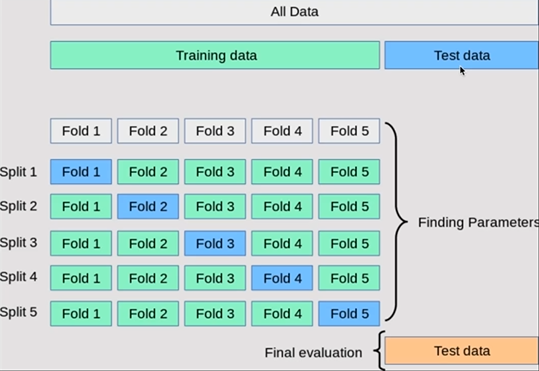 All Data
Training data Test data
Fold 1 Fold 2 Fold 3 Fold 4 Fold 5
Split 1 Fold 1 Fold 2 Fold 3 Fold 4 Fold 5
Split 2 Fold 1 Fold 2 Fold 3 Fold 4 Fold 5
Finding Parameters
Split 3 Fold 1 Fold 2 Fold 3 Fold 4 Fold 5
Split 4 Fold 1 Fold 2 Fold 3 Fold 4 Fold 5
Split 5 Fold 1 Fold 2 Fold 3 Fold 4 Fold 5
Final evaluation Test data